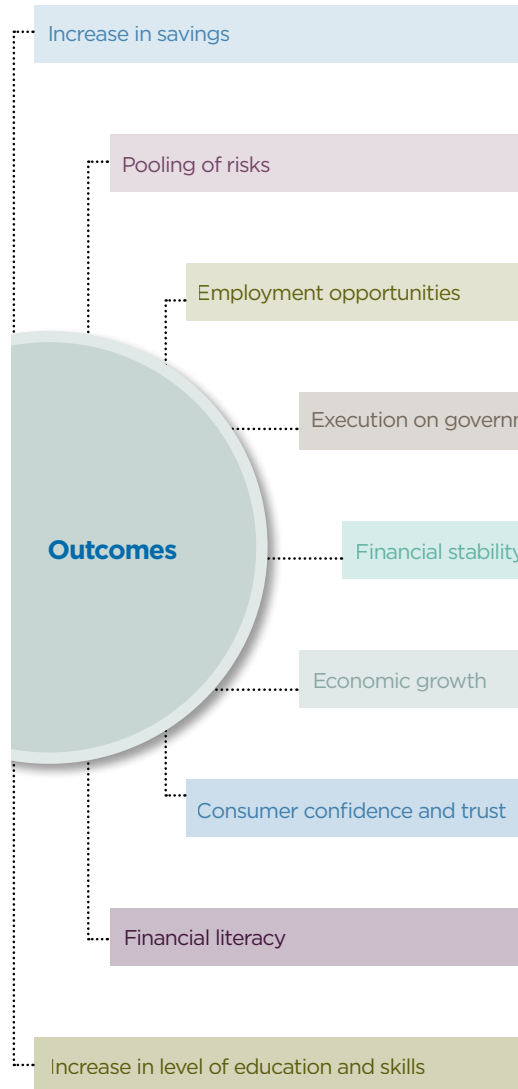 Increase in savings
Pooling of risks
Employment opportunities
Execution on
Financial stability
Outcomes
Economic growth
Consumer confidence and trust
Financial literacy
Increase in level of education and skills